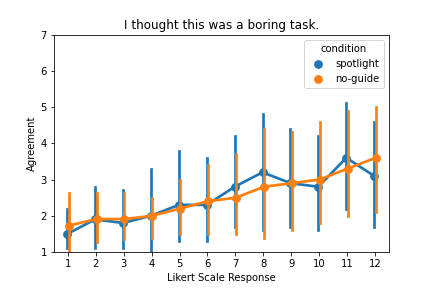 I thought this was a boring task.
condition
spotlight
no-guide
Agreement
7
6
5
4
3
2
1
1 2 3 4 5 6 7 8 9 10 11 12
Likert Scale Response